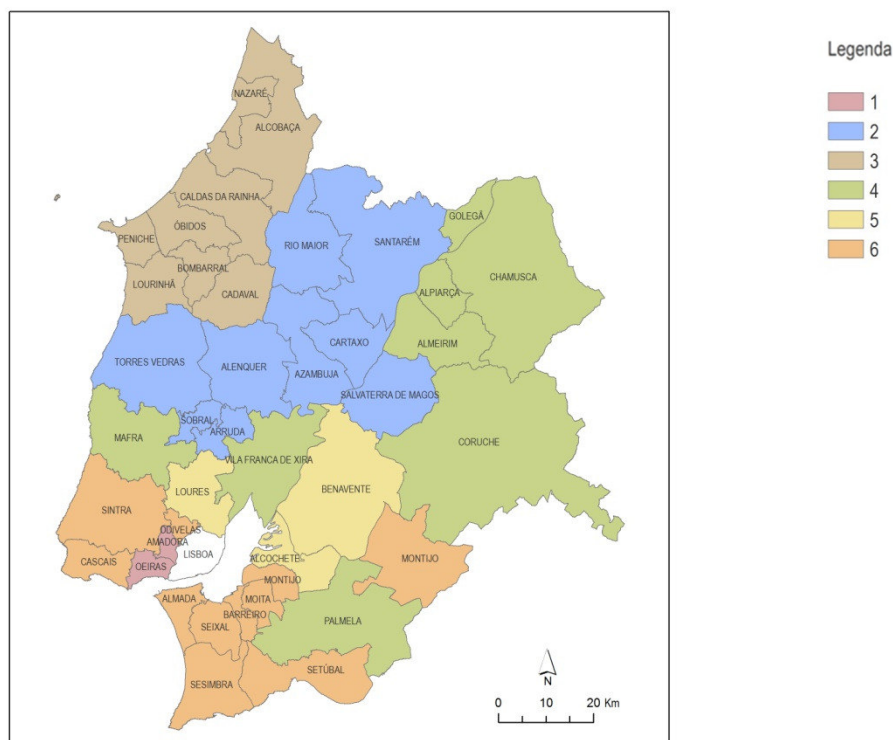 Legenda
1
2
3
4
5
6
NAZARÉ
ALCOBAÇA
CALDAS DA RAINHA
GOLEGÃ
ÓBIDOS
PENICHE
RIO MAIOR
SANTARÉM
BOMBARRAL
CHAMUSCA
LOURINHÃ
CADAVAL
ALPIARÇA
CARTAXO
ALMEIRIM
TORRES VEDRAS
ALENQUER
AZAMBUJA
SALVATERRA DE MAGOS
SOBRAL
ARRUDA
MAFRA
CORUCHE
VILA FRANCA DE XIRA
LOURES
BENAVENTE
SINTRA
ODIVELAS
AMADORA
LISBOA
ALCOCHETE
MONTIJO
CASCAIS
OEIRAS
MONTIJO
ALMADA
MOITA
BARREIRO
SEIXAL
PALMELA
SETÚBAL
SESIMBRA
N
0 10 20 Km